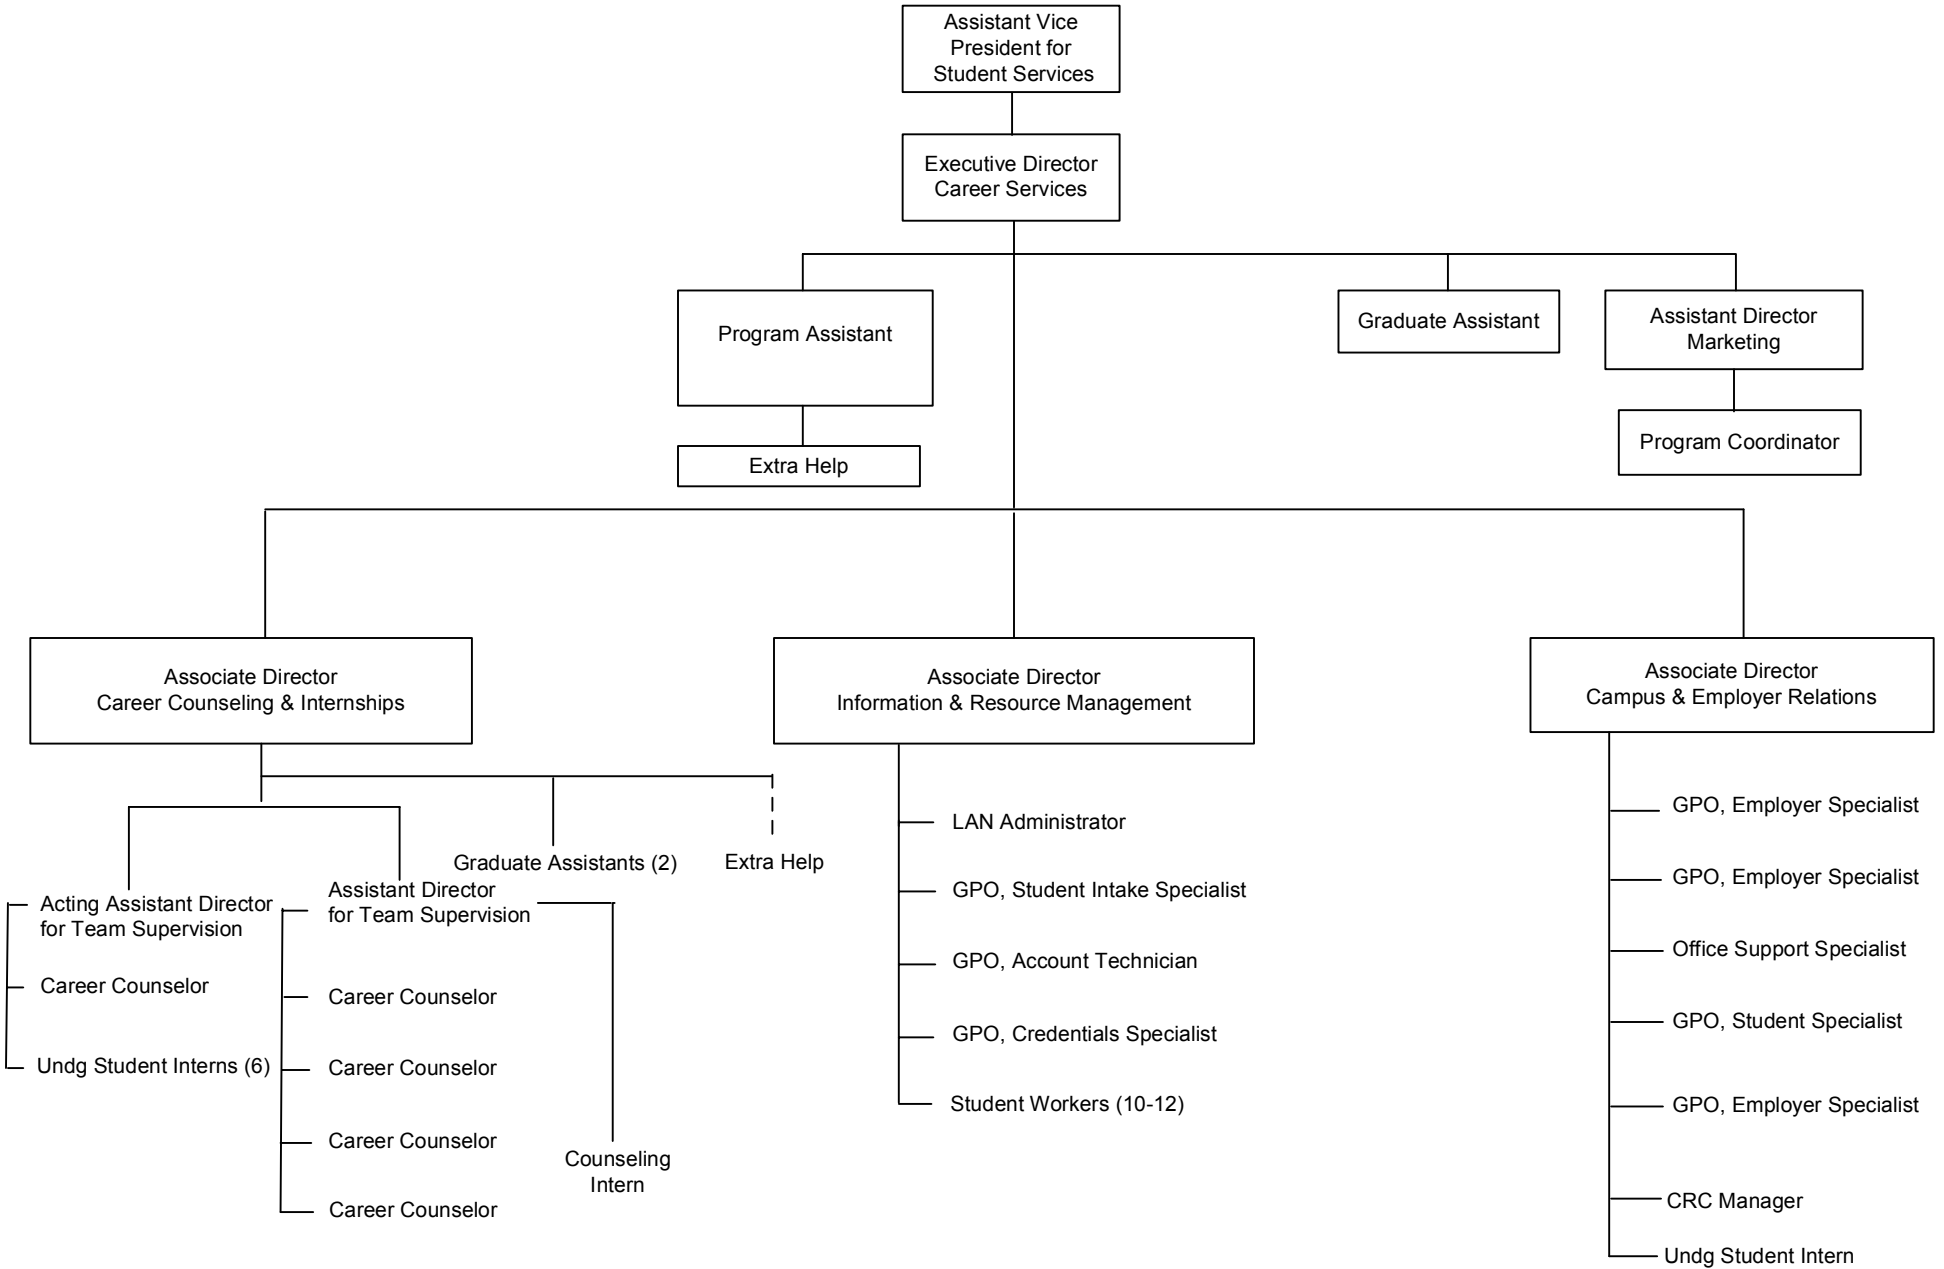 Assistant Vice
President for
Student Services
Executive Director
Career Services
Program Assistant
Graduate Assistant
Assistant Director
Marketing
Program Coordinator
Extra Help
Associate Director
Career Counseling & Internships
Associate Director
Information & Resource Management
Associate Director
Campus & Employer Relations
Graduate Assistants (2)
Extra Help
Acting Assistant Director
for Team Supervision
Career Counselor
Undg Student Interns (6)
Assistant Director
for Team Supervision
Career Counselor
Career Counselor
Career Counselor
Career Counselor
Counseling
Intern
LAN Administrator
GPO, Student Intake Specialist
GPO, Account Technician
GPO, Credentials Specialist
Student Workers (10-12)
GPO, Employer Specialist
GPO, Employer Specialist
Office Support Specialist
GPO, Student Specialist
GPO, Employer Specialist
CRC Manager
Undg Student Intern